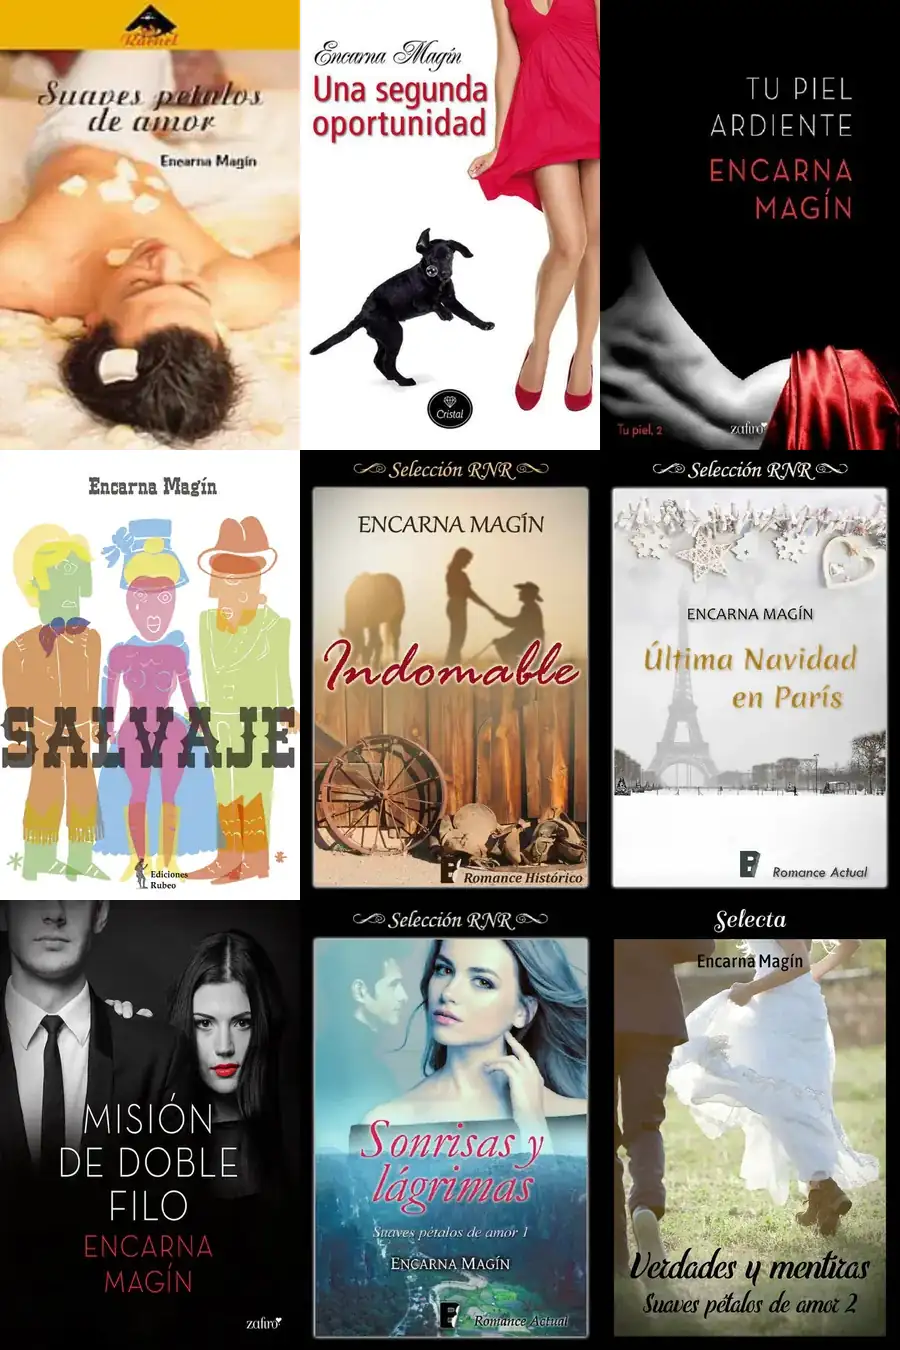 Raenel
Suaves pétalos
de amor
Encarna Magín
Encarna Magín
Una segunda
oportunidad
Cristal
TU PIEL
ARDIENTE
ENCARNA
MAGÍN
Tu piel, 2
zafiro
Encarna Magín
SALVAJE
Ediciones
Rubeo
Selección RNR
ENCARNA MAGÍN
Indomable
B
Romance Histórico
Selección RNR
ENCARNA MAGÍN
Última Navidad
en París
B
Romance Actual
MISIÓN
DE DOBLE
FILO
ENCARNA
MAGÍN
zafiro
Selección RNR
Sonrisas y
lágrimas
Suaves pétalos de amor 1
ENCARNA MAGÍN
B
Romance Actual
Selecta
Encarna Magín
Verdades y mentiras
Suaves pétalos de amor 2